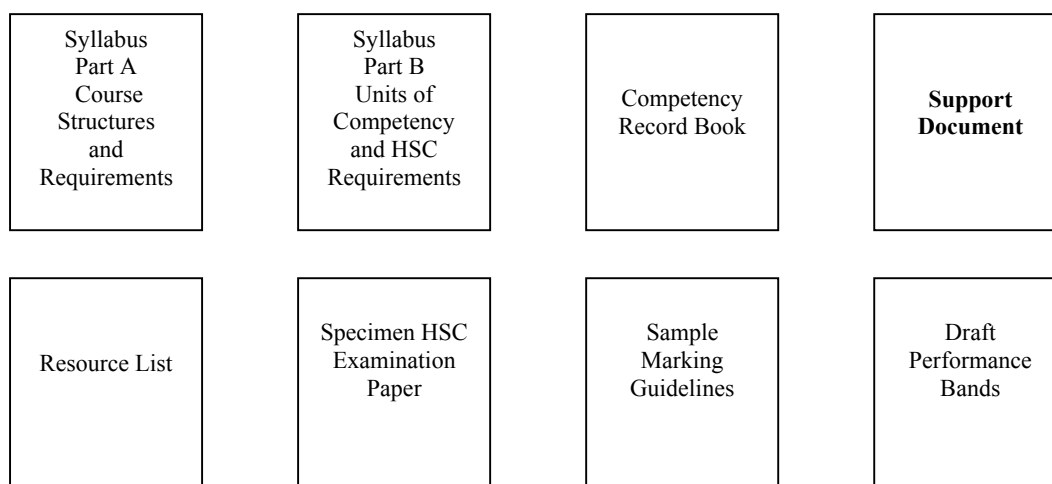 Syllabus
Part A
Course
Structures
and
Requirements
Syllabus
Part B
Units of
Competency
and HSC
Requirements
Competency
Record Book
Support
Document
Resource List
Specimen HSC
Examination
Paper
Sample
Marking
Guidelines
Draft
Performance
Bands